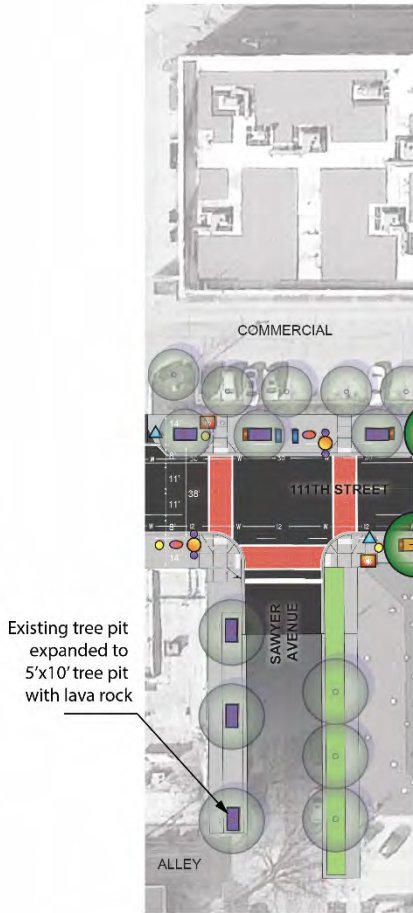 COMMERCIAL
14'
8'
W
W
W
11'
11'
38'
111TH STREET
8'
W
12
W
W
12
14'
SAWYER
AVENUE
Existing tree pit
expanded to
5'x10' tree pit
with lava rock
ALLEY